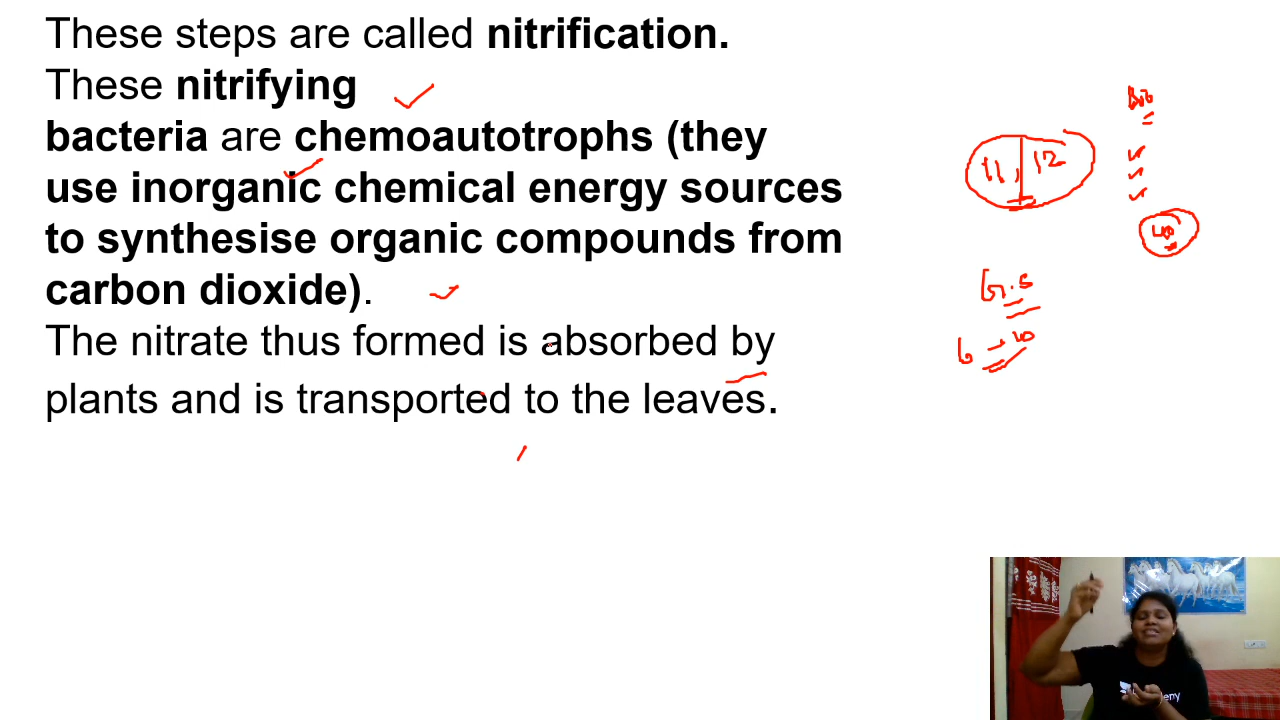 These steps are called nitrification.
These nitrifying
bacteria are chemoautotrophs (they
use inorganic chemical energy sources
to synthesise organic compounds from
carbon dioxide).
The nitrate thus formed is absorbed by
plants and is transported to the leaves.
11, 12
G.S